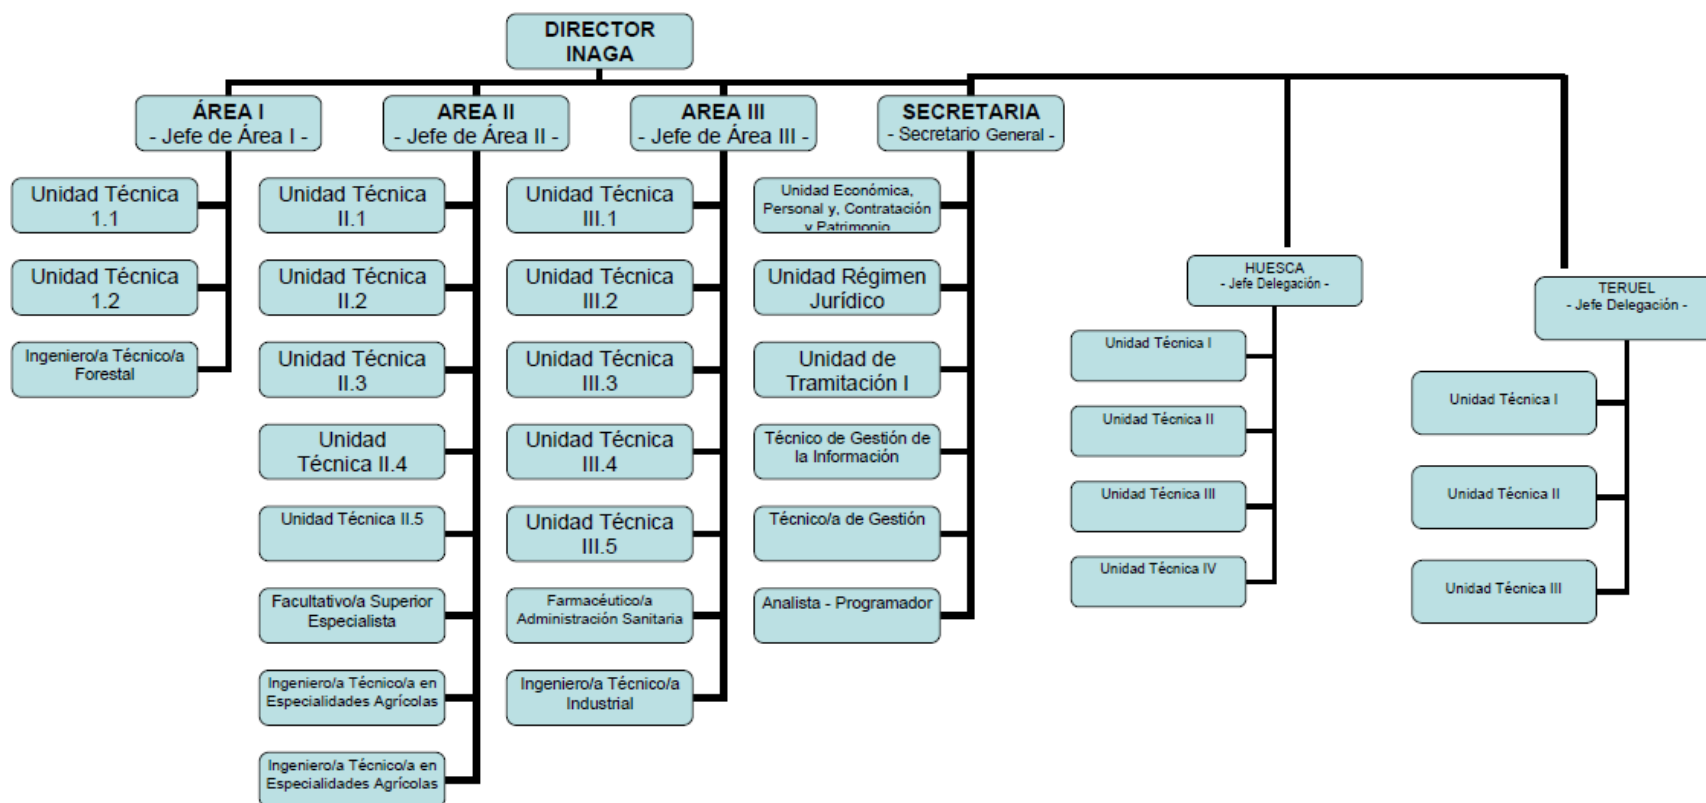 DIRECTOR
INAGA
ÁREA I
- Jefe de Área I -
AREA II
- Jefe de Área II -
AREA III
- Jefe de Área III -
SECRETARIA
- Secretario General -
Unidad Técnica
1.1
Unidad Técnica
1.2
Ingeniero/a Técnico/a
Forestal
Unidad Técnica
II.1
Unidad Técnica
II.2
Unidad Técnica
II.3
Unidad
Técnica II.4
Unidad Técnica II.5
Facultativo/a Superior
Especialista
Ingeniero/a Técnico/a en
Especialidades Agrícolas
Ingeniero/a Técnico/a en
Especialidades Agrícolas
Unidad Técnica
III.1
Unidad Técnica
III.2
Unidad Técnica
III.3
Unidad Técnica
III.4
Unidad Técnica
III.5
Farmacéutico/a
Administración Sanitaria
Ingeniero/a Técnico/a
Industrial
Unidad Económica,
Personal y, Contratación
y Patrimonio
Unidad Régimen
Jurídico
Unidad de
Tramitación I
Técnico de Gestión de
la Información
Técnico/a de Gestión
Analista - Programador
HUESCA
- Jefe Delegación -
Unidad Técnica I
Unidad Técnica II
Unidad Técnica III
Unidad Técnica IV
TERUEL
- Jefe Delegación -
Unidad Técnica I
Unidad Técnica II
Unidad Técnica III